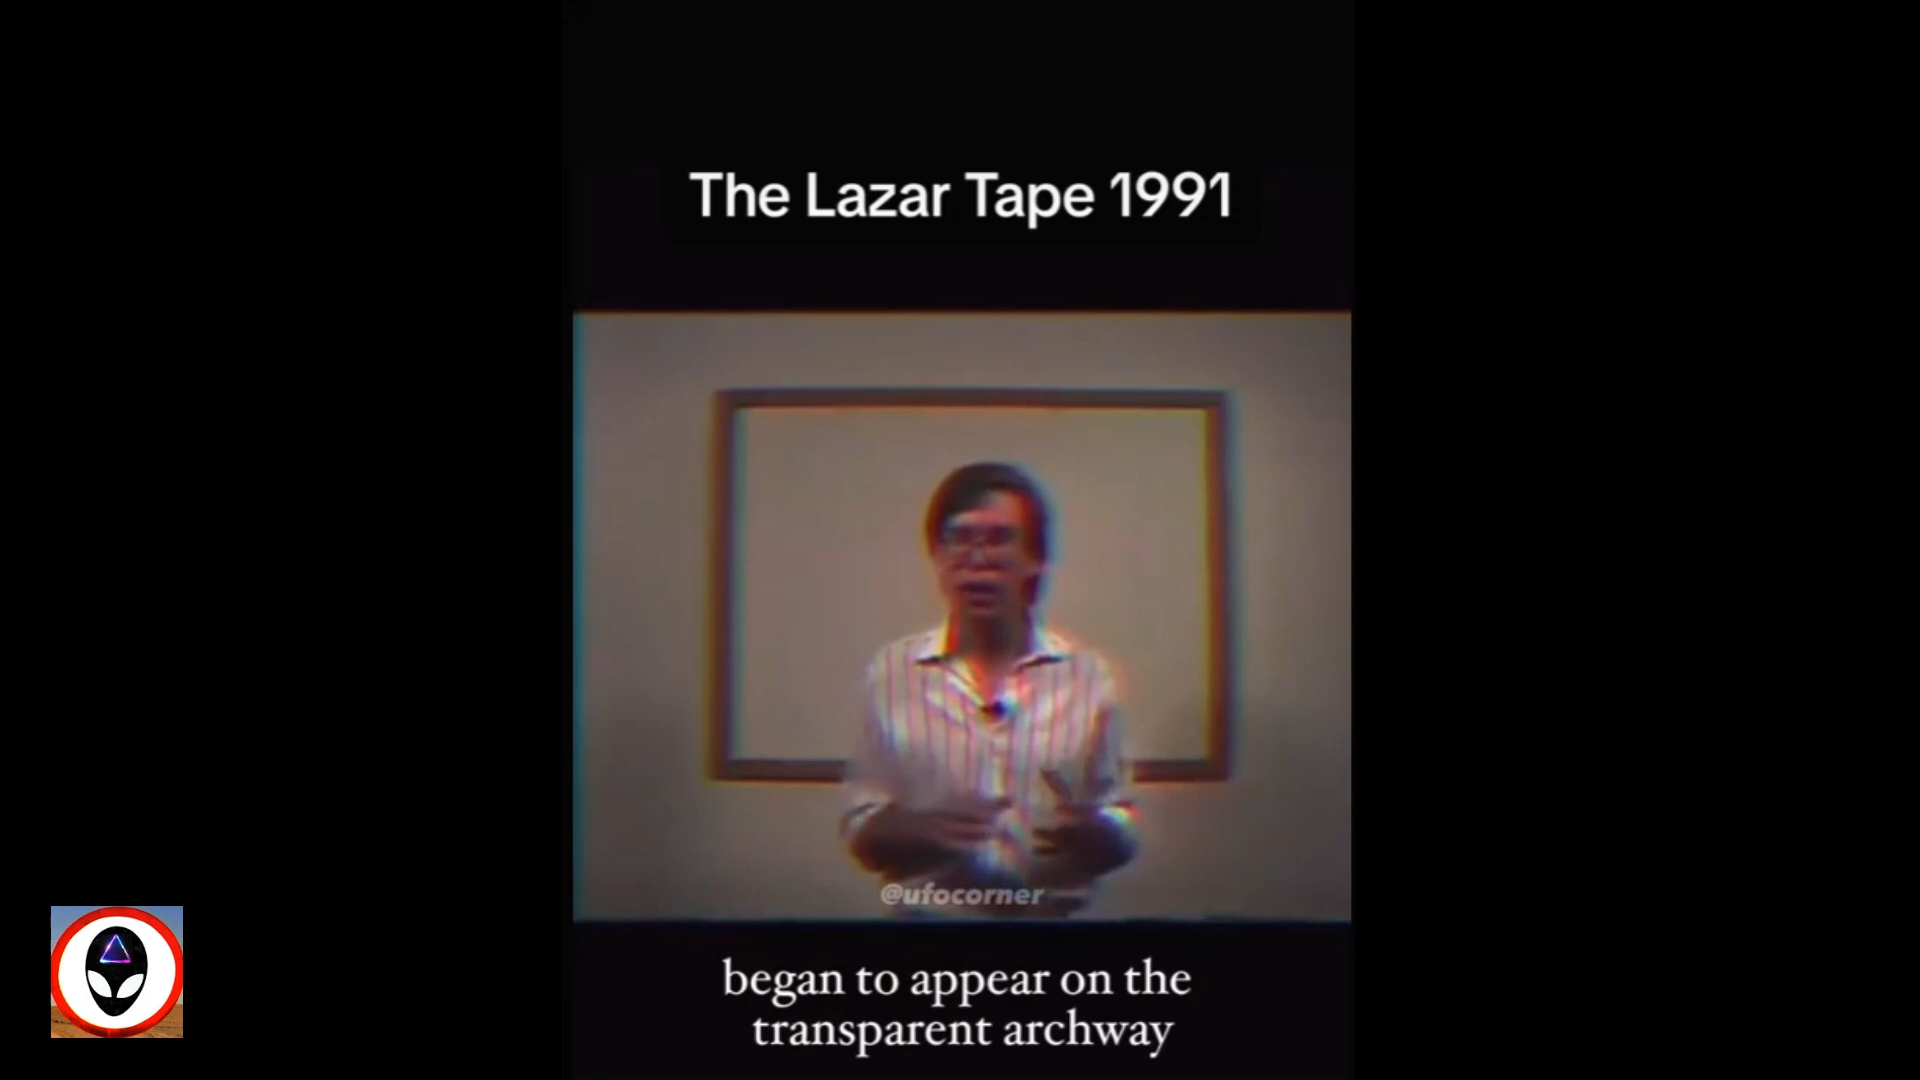 The Lazar Tape 1991
@ufocorner
began to appear on the
transparent archway